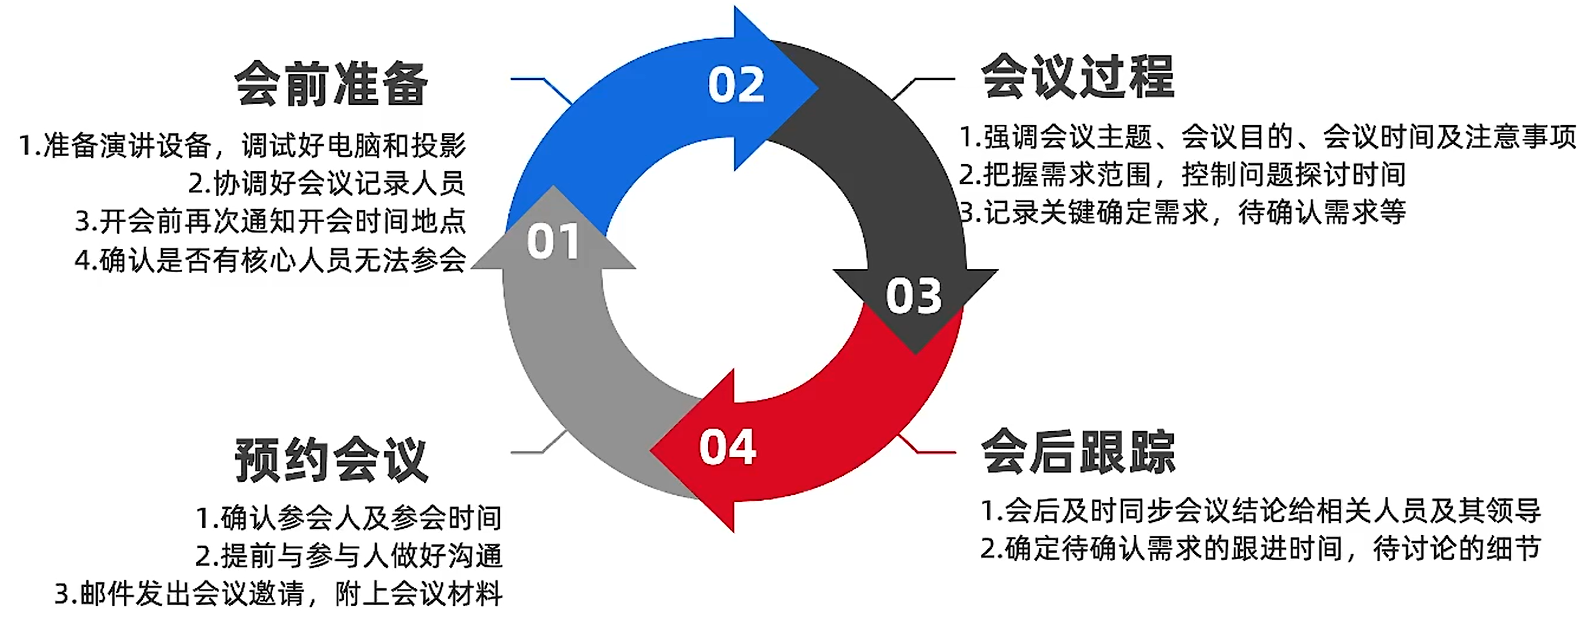 会前准备
1.准备演讲设备，调试好电脑和投影
2.协调好会议记录人员
3.开会前再次通知开会时间地点
4.确认是否有核心人员无法参会
02
01
03
04
会议过程
1.强调会议主题、会议目的、会议时间及注意事项
2.把握需求范围，控制问题探讨时间
3.记录关键确定需求，待确认需求等
预约会议
1.确认参会人及参会时间
2.提前与参与人做好沟通
3.邮件发出会议邀请，附上会议材料
会后跟踪
1.会后及时同步会议结论给相关人员及其领导
2.确定待确认需求的跟进时间，待讨论的细节